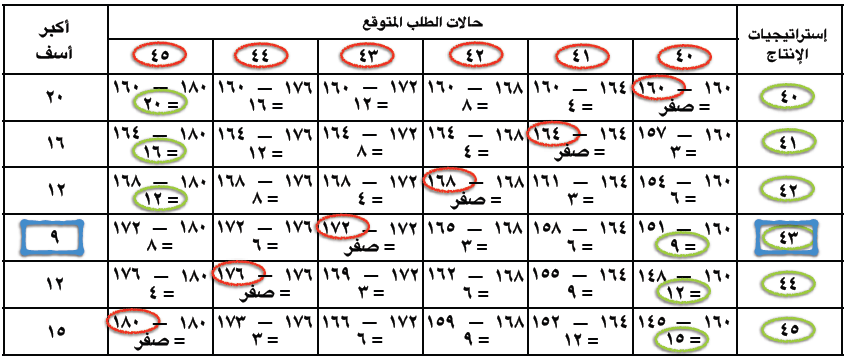 حالات الطلب المتوقع
إستراتيجيات الإنتاج
أكبر أسف
٤٠ ٤١ ٤٢ ٤٣ ٤٤ ٤٥
٤٠ ١٦٠ — ١٦٠ ١٦٤ — ١٦٠ ١٦٨ — ١٦٠ ١٧٢ — ١٦٠ ١٧٦ — ١٦٠ ١٨٠ — ١٦٠ ٢٠
= صفر = ٤ = ٨ = ١٢ = ١٦ = ٢٠
٤١ ١٦٠ — ١٥٧ ١٦٤ — ١٦٤ ١٦٨ — ١٦٤ ١٧٢ — ١٦٤ ١٧٦ — ١٦٤ ١٨٠ — ١٦٤ ١٦
= ٣ = صفر = ٤ = ٨ = ١٢ = ١٦
٤٢ ١٦٠ — ١٥٤ ١٦٤ — ١٦١ ١٦٨ — ١٦٨ ١٧٢ — ١٦٨ ١٧٦ — ١٦٨ ١٨٠ — ١٦٨ ١٢
= ٦ = ٣ = صفر = ٤ = ٨ = ١٢
٤٣ ١٦٠ — ١٥١ ١٦٤ — ١٥٨ ١٦٨ — ١٦٥ ١٧٢ — ١٧٢ ١٧٦ — ١٧٢ ١٨٠ — ١٧٢ ٩
= ٩ = ٦ = ٣ = صفر = ٦ = ٨
٤٤ ١٦٠ — ١٤٨ ١٦٤ — ١٥٥ ١٦٨ — ١٦٢ ١٧٢ — ١٦٩ ١٧٦ — ١٧٦ ١٨٠ — ١٧٦ ١٢
= ١٢ = ٩ = ٦ = ٣ = صفر = ٤
٤٥ ١٦٠ — ١٤٥ ١٦٤ — ١٥٢ ١٦٨ — ١٥٩ ١٧٢ — ١٦٦ ١٧٦ — ١٧٣ ١٨٠ — ١٨٠ ١٥
= ١٥ = ١٢ = ٩ = ٦ = ٣ = صفر